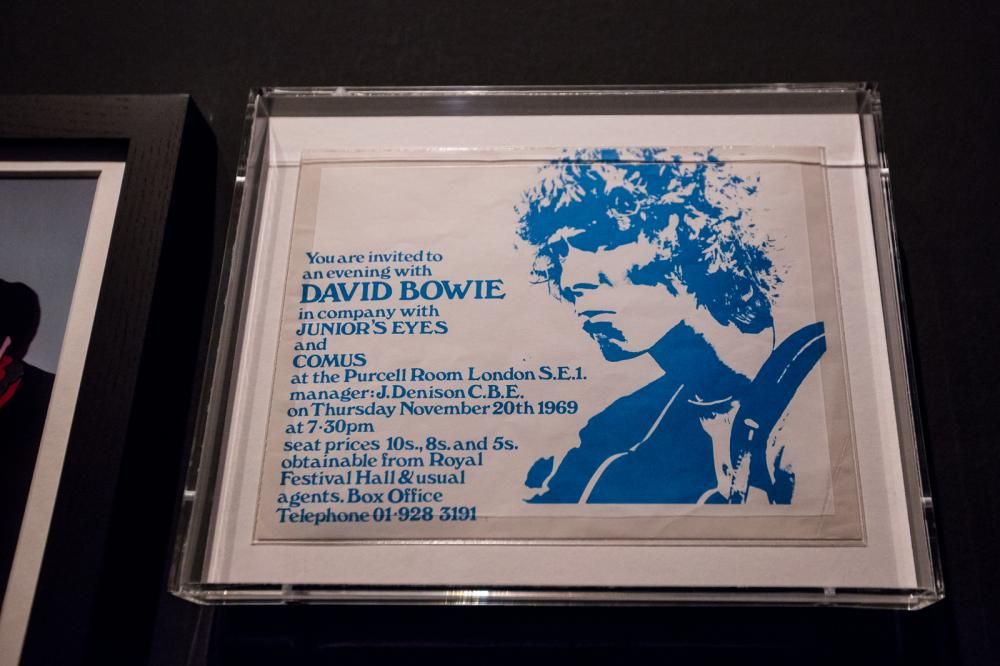 You are invited to
an evening with
DAVID BOWIE
in company with
JUNIOR'S EYES
and
COMUS
at the Purcell Room London S.E.1.
manager: J. Denison C.B.E.
on Thursday November 20th 1969
at 7·30pm
seat prices 10s., 8s. and 5s.
obtainable from Royal
Festival Hall & usual
agents. Box Office
Telephone 01·928 3191